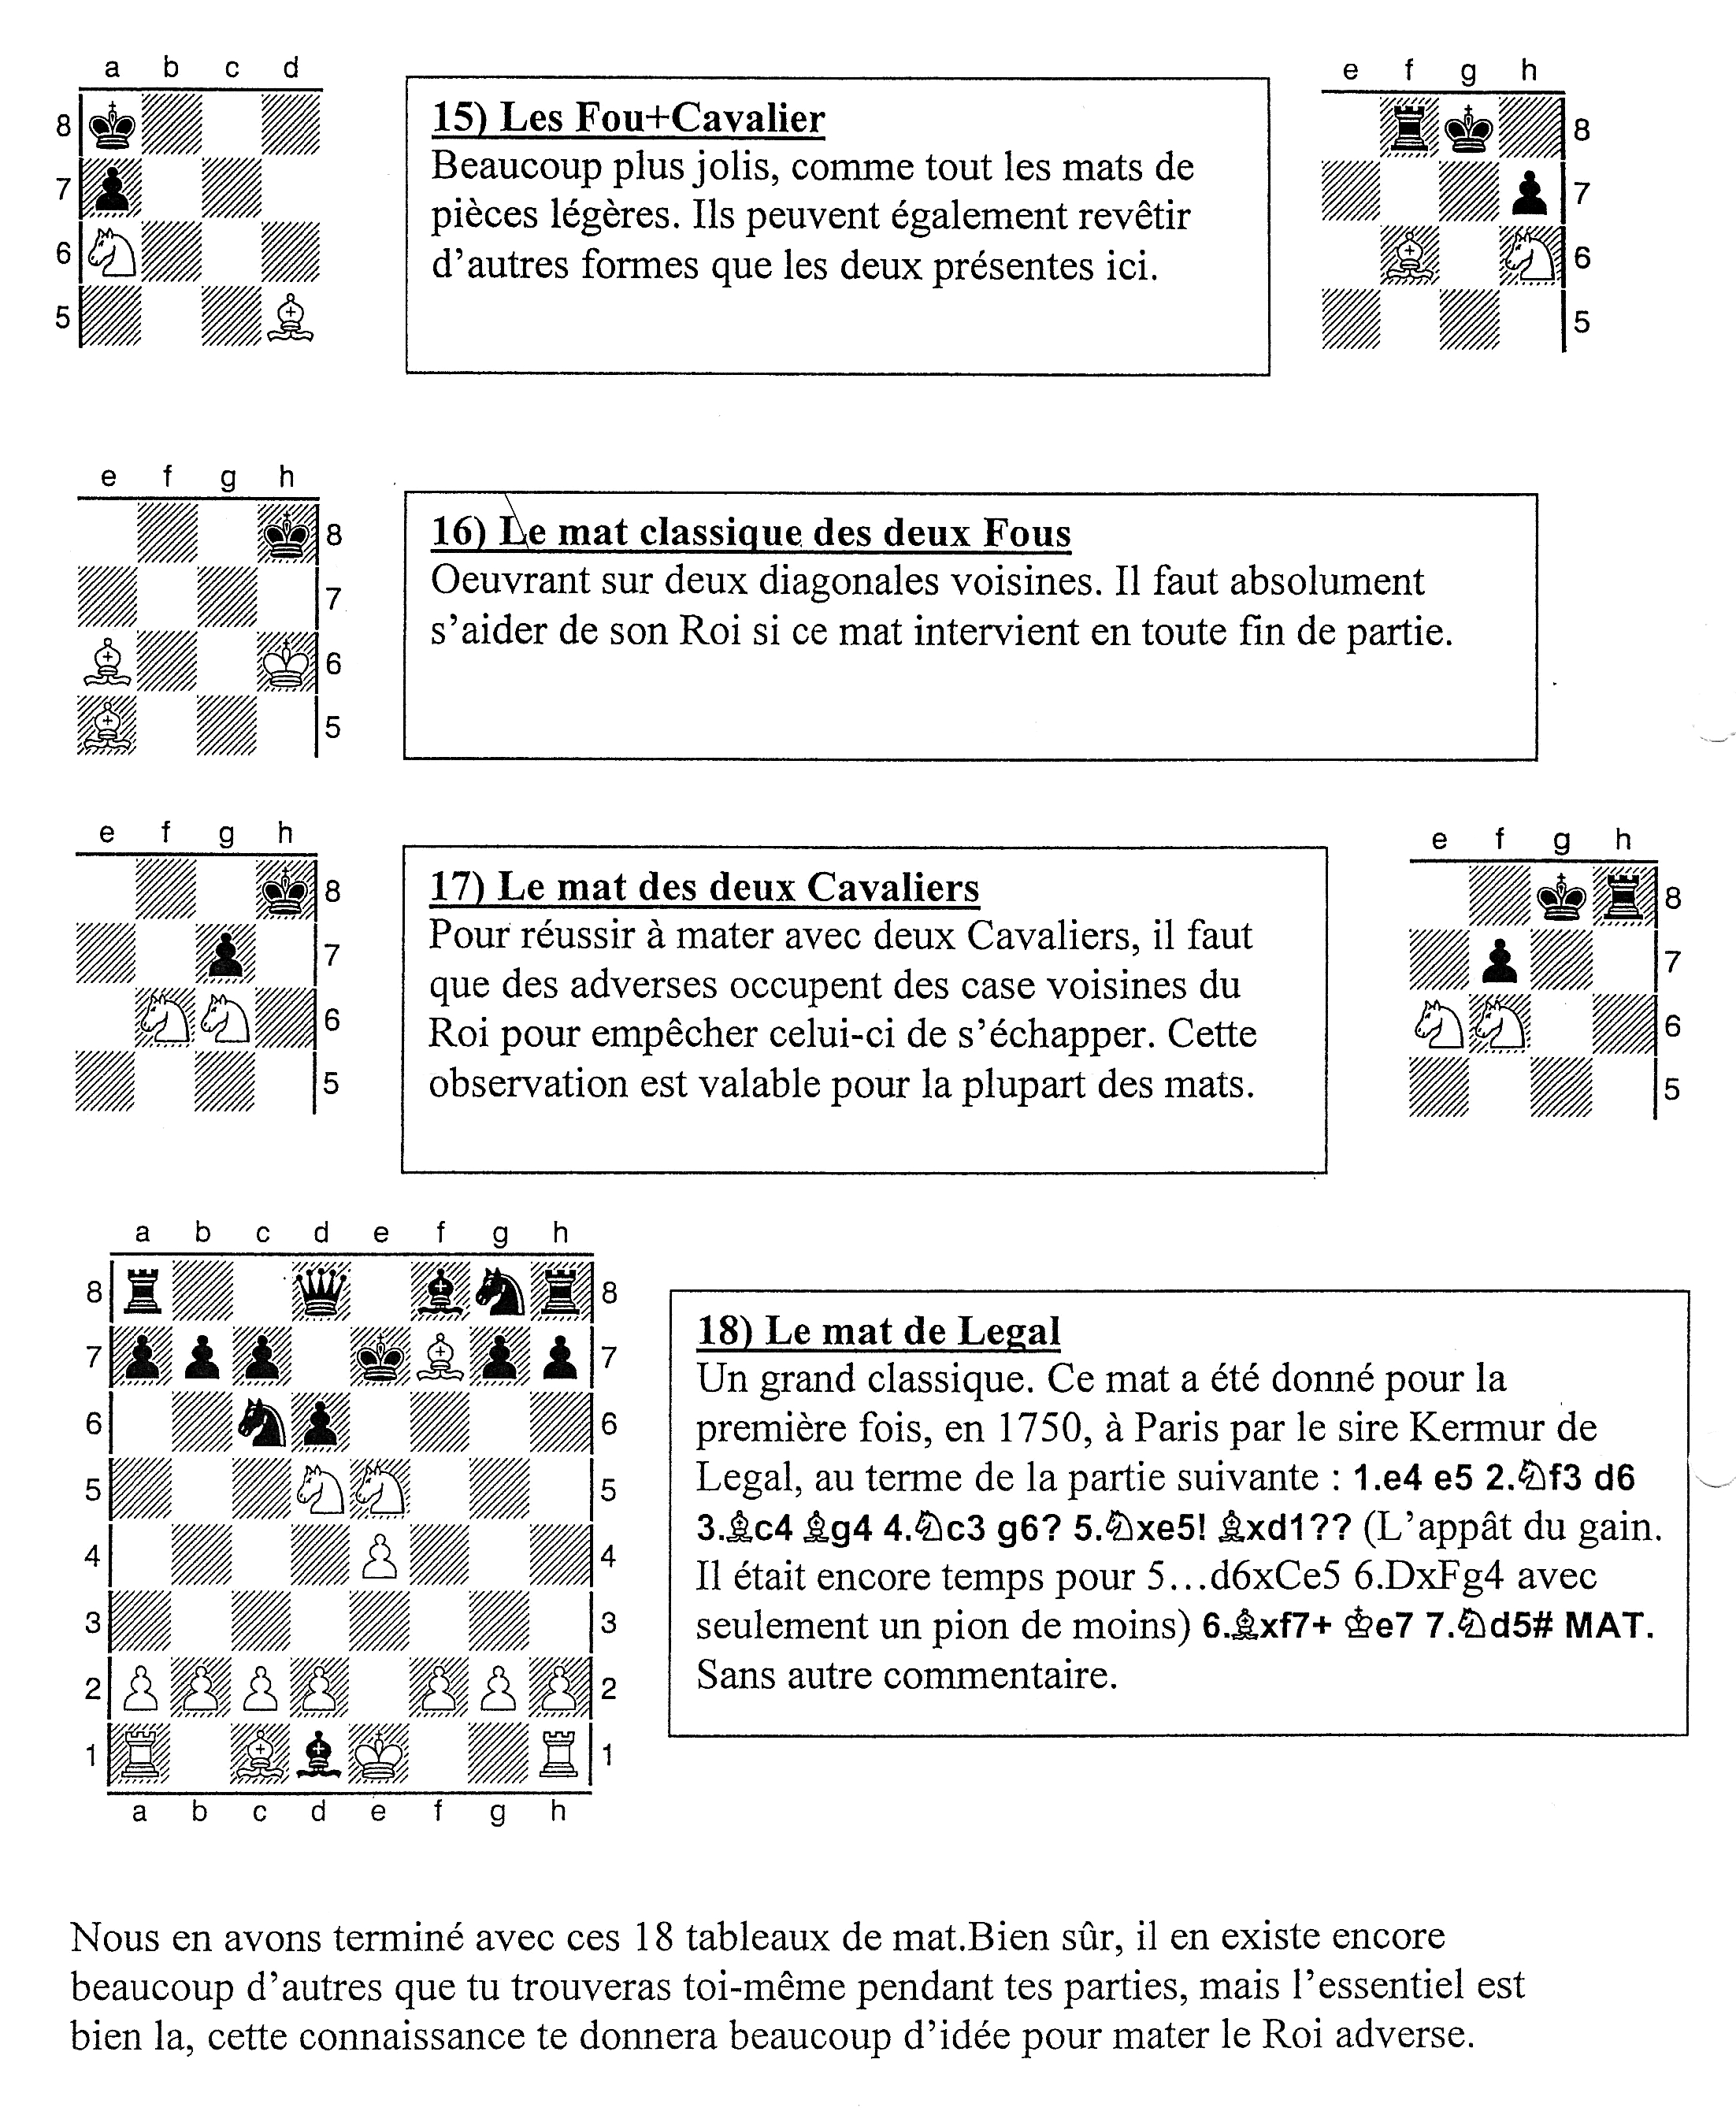 a b c d
8
7
6
5
15) Les Fou+Cavalier
Beaucoup plus jolis, comme tout les mats de
pièces légères. Ils peuvent également revêtir
d'autres formes que les deux présentes ici.
e f g h
8
7
6
5
e f g h
8
7
6
5
16) Le mat classique des deux Fous
Oeuvrant sur deux diagonales voisines. Il faut absolument
s'aider de son Roi si ce mat intervient en toute fin de partie.
e f g h
8
7
6
5
17) Le mat des deux Cavaliers
Pour réussir à mater avec deux Cavaliers, il faut
que des adverses occupent des case voisines du
Roi pour empêcher celui-ci de s'échapper. Cette
observation est valable pour la plupart des mats.
e f g h
8
7
6
5
a b c d e f g h
8 8
7 7
6 6
5 5
4 4
3 3
2 2
1 1
a b c d e f g h
18) Le mat de Legal
Un grand classique. Ce mat a été donné pour la
première fois, en 1750, à Paris par le sire Kermur de
Legal, au terme de la partie suivante : 1.e4 e5 2.♘f3 d6
3.♗c4 ♗g4 4.♘c3 g6? 5.♘xe5! ♗xd1?? (L'appât du gain.
Il était encore temps pour 5…d6xCe5 6.DxFg4 avec
seulement un pion de moins) 6.♗xf7+ ♔e7 7.♘d5# MAT.
Sans autre commentaire.
Nous en avons terminé avec ces 18 tableaux de mat.Bien sûr, il en existe encore
beaucoup d'autres que tu trouveras toi-même pendant tes parties, mais l'essentiel est
bien la, cette connaissance te donnera beaucoup d'idée pour mater le Roi adverse.